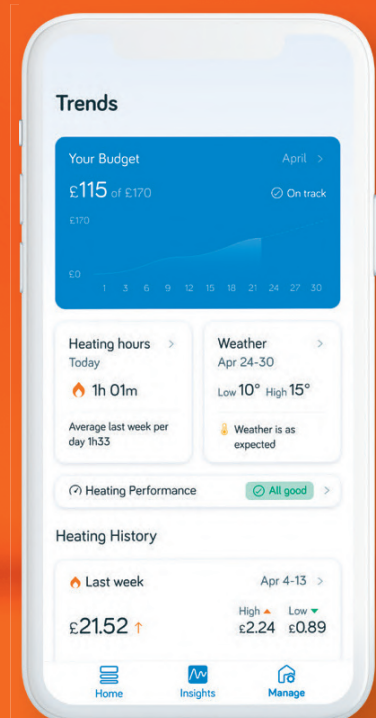 Trends
Your Budget
April >
£115 of £170
On track
£170
£0
1 3 6 9 12 15 18 21 24 27 30
Heating hours >
Today
1h 01m
Average last week per
day 1h33
Weather >
Apr 24-30
Low 10° High 15°
Weather is as
expected
Heating Performance
All good >
Heating History
Last week
Apr 4-13 >
£21.52 ↑
High ▲ Low ▼
£2.24 £0.89
Home
Insights
Manage